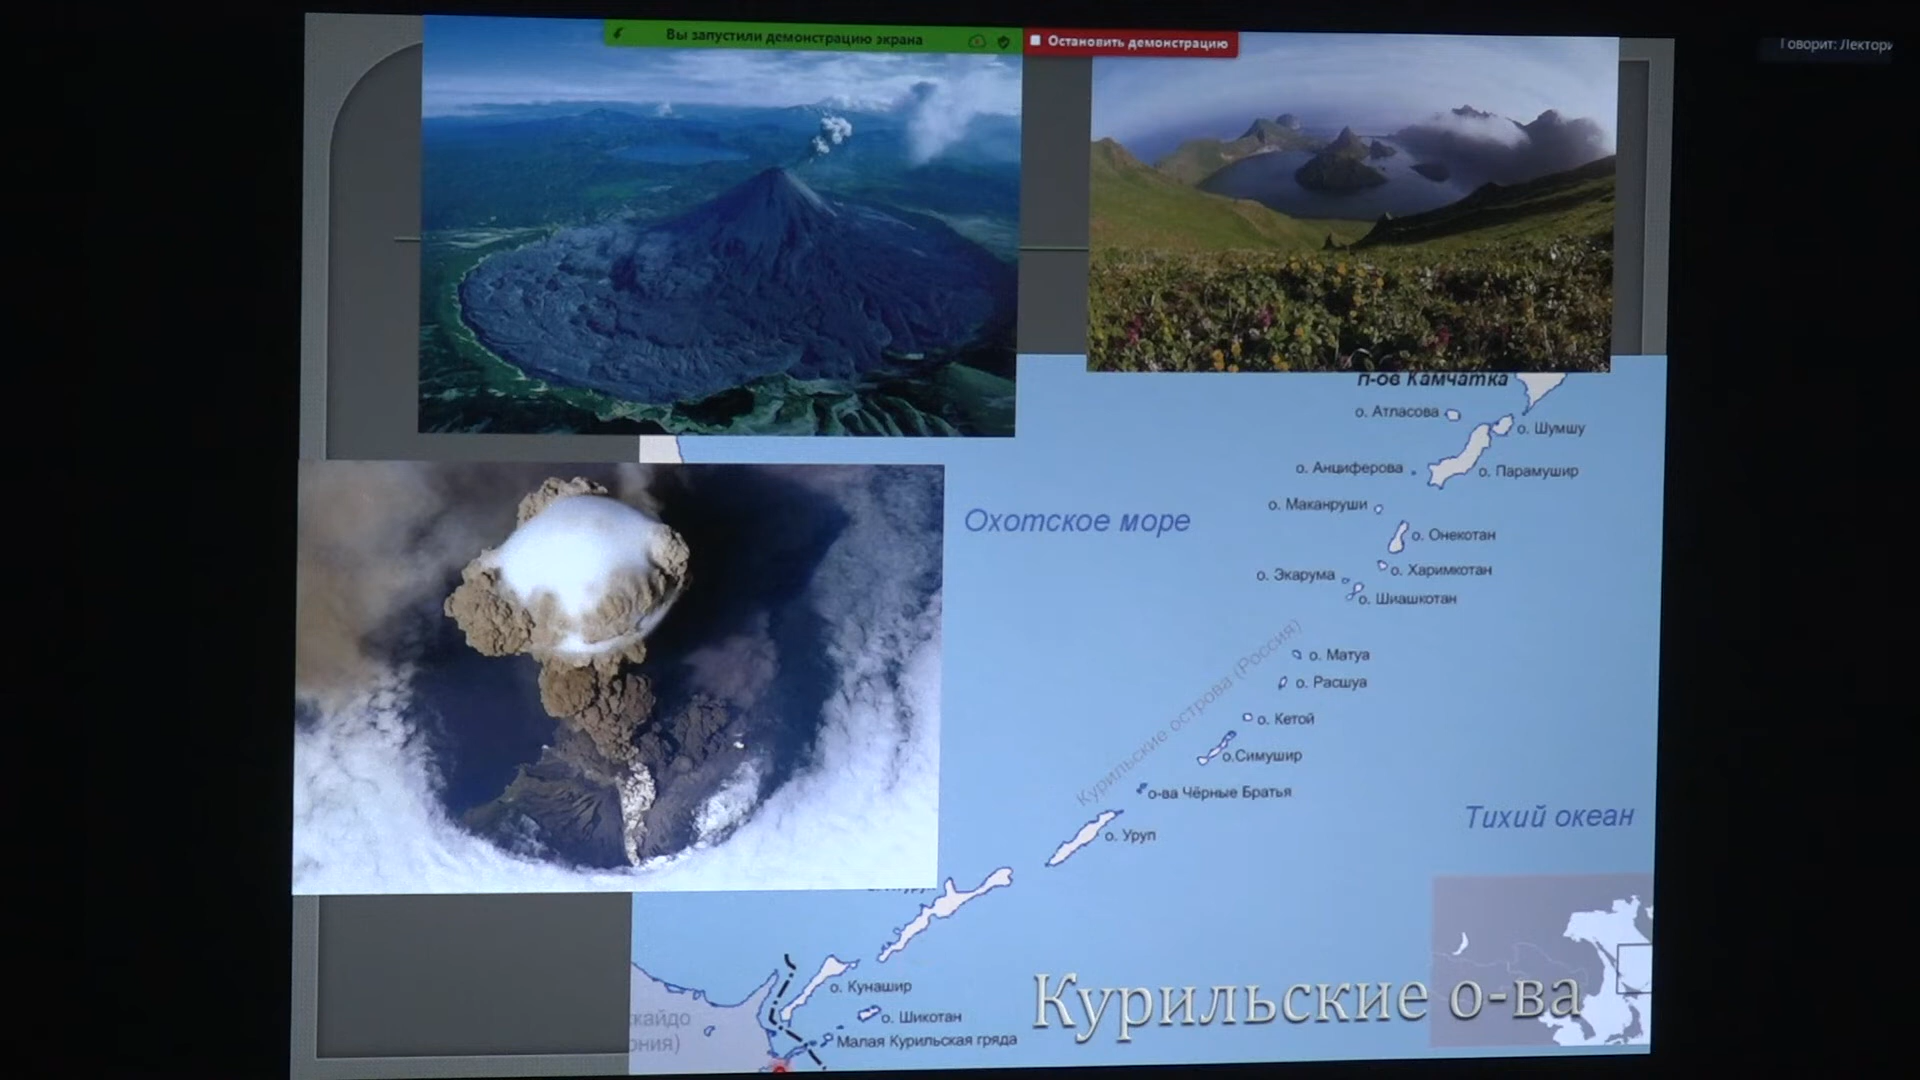 Вы запустили демонстрацию экрана
Остановить демонстрацию
п-ов Камчатка
о. Атласова
о. Шумшу
о. Анциферова
о. Парамушир
о. Маканруши
Охотское море
о. Онекотан
о. Харимкотан
о. Экарума
о. Шиашкотан
Курильские острова (Россия)
о. Матуа
о. Расшуа
о. Кетой
о.Симушир
о-ва Чёрные Братья
Тихий океан
о. Уруп
о. Кунашир
о. Шикотан
Малая Курильская гряда
Курильские о-ва